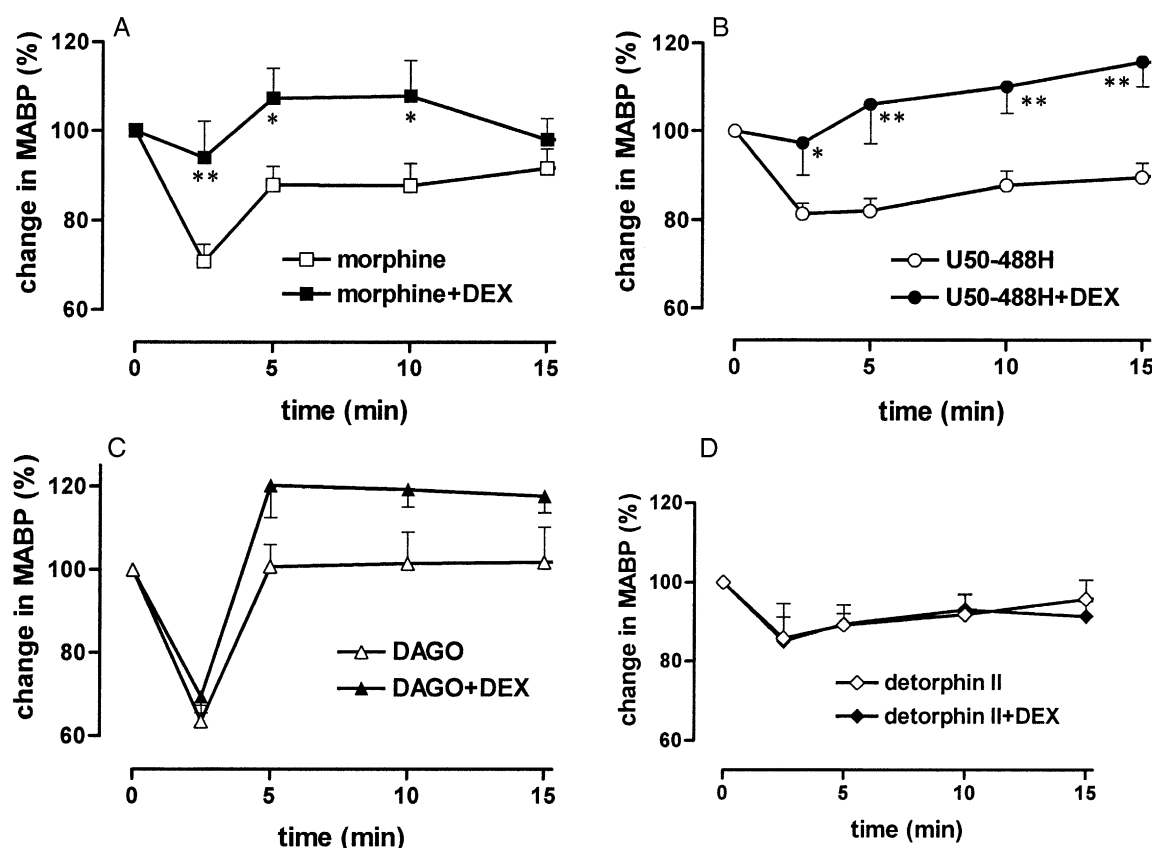 A
change in MABP (%)
120
100
80
60
**
*
*
morphine
morphine+DEX
0
5
10
15
time (min)
B
change in MABP (%)
120
100
80
60
*
**
**
**
U50-488H
U50-488H+DEX
0
5
10
15
time (min)
C
change in MABP (%)
120
100
80
60
DAGO
DAGO+DEX
0
5
10
15
time (min)
D
change in MABP (%)
120
100
80
60
detorphin II
detorphin II+DEX
0
5
10
15
time (min)